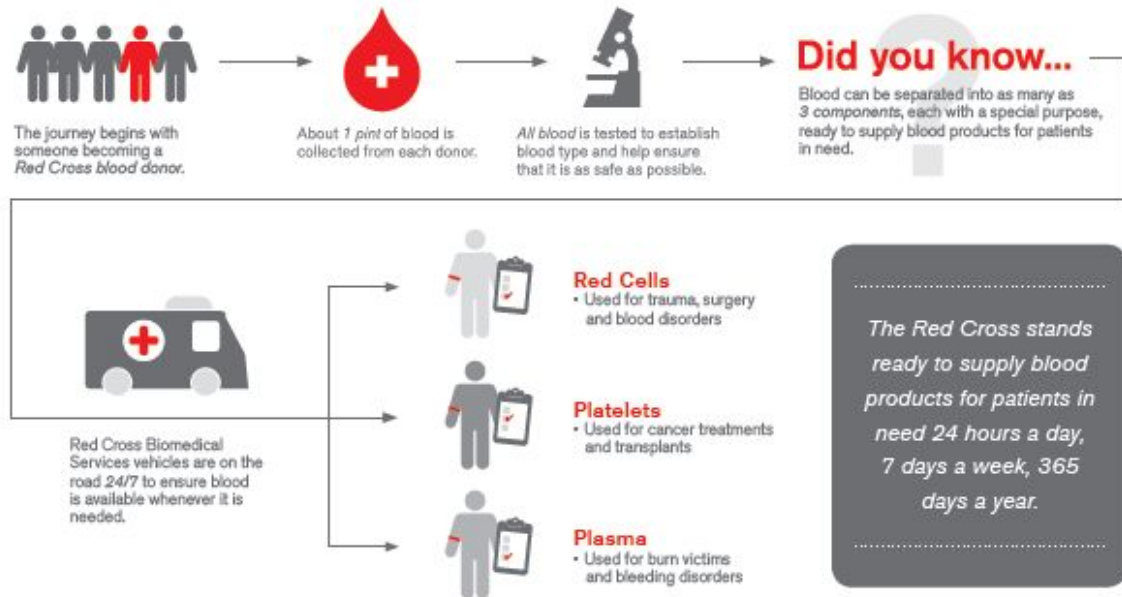 The journey begins with
someone becoming a
Red Cross blood donor.
About 1 pint of blood is
collected from each donor.
All blood is tested to establish
blood type and help ensure
that it is as safe as possible.
Did you know...
Blood can be separated into as many as
3 components, each with a special purpose,
ready to supply blood products for patients
in need.
?
Red Cross Biomedical
Services vehicles are on the
road 24/7 to ensure blood
is available whenever it is
needed.
Red Cells
• Used for trauma, surgery
and blood disorders
Platelets
• Used for cancer treatments
and transplants
Plasma
• Used for burn victims
and bleeding disorders
The Red Cross stands
ready to supply blood
products for patients in
need 24 hours a day,
7 days a week, 365
days a year.